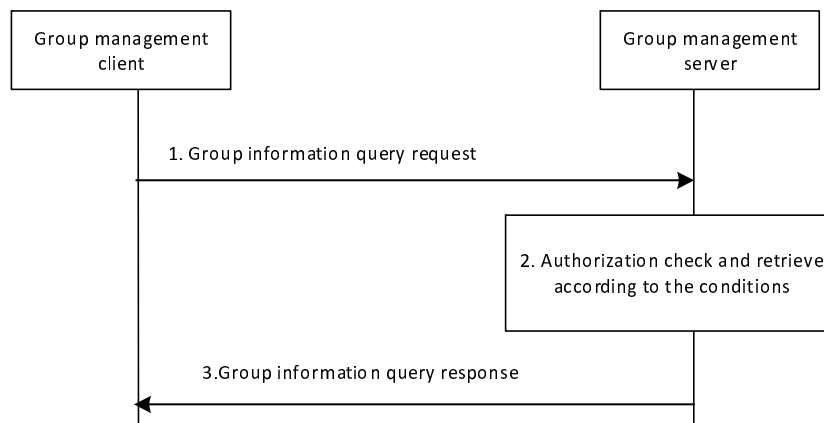 Group management
client
Group management
server
1. Group information query request
2. Authorization check and retrieve
according to the conditions
3.Group information query response